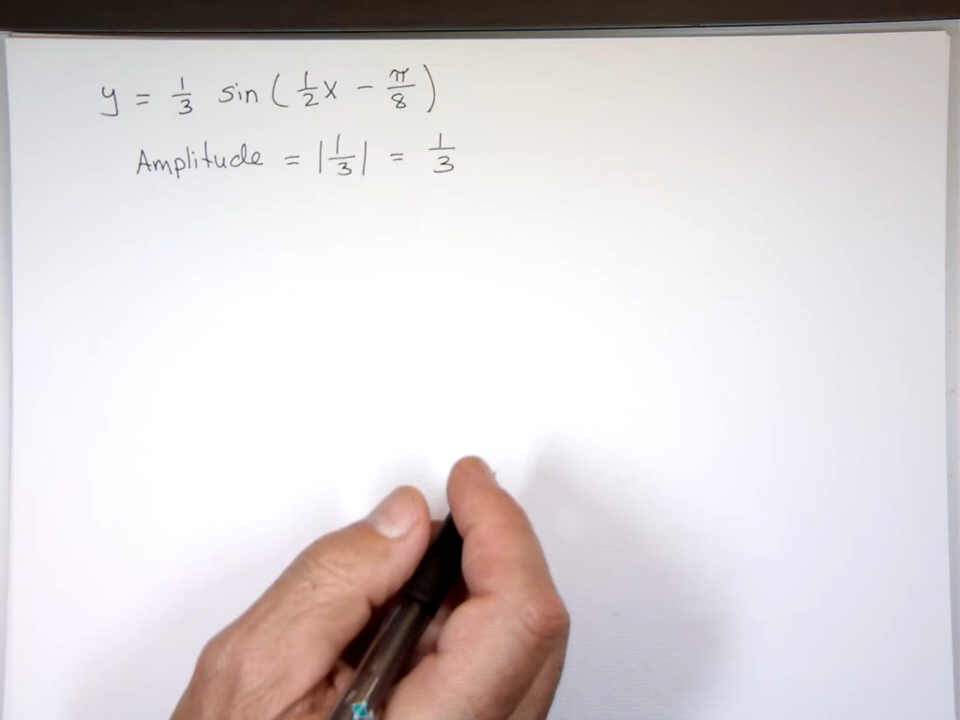 y = 1/3 sin (1/2 x - π/8)
Amplitude = |1/3| = 1/3